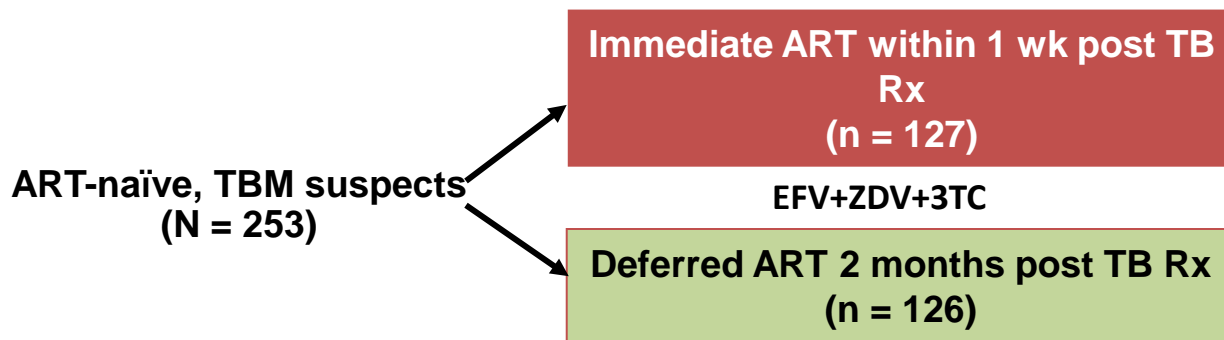 Immediate ART within 1 wk post TB
Rx
(n = 127)
ART-naïve, TBM suspects
(N = 253)
EFV+ZDV+3TC
Deferred ART 2 months post TB Rx
(n = 126)